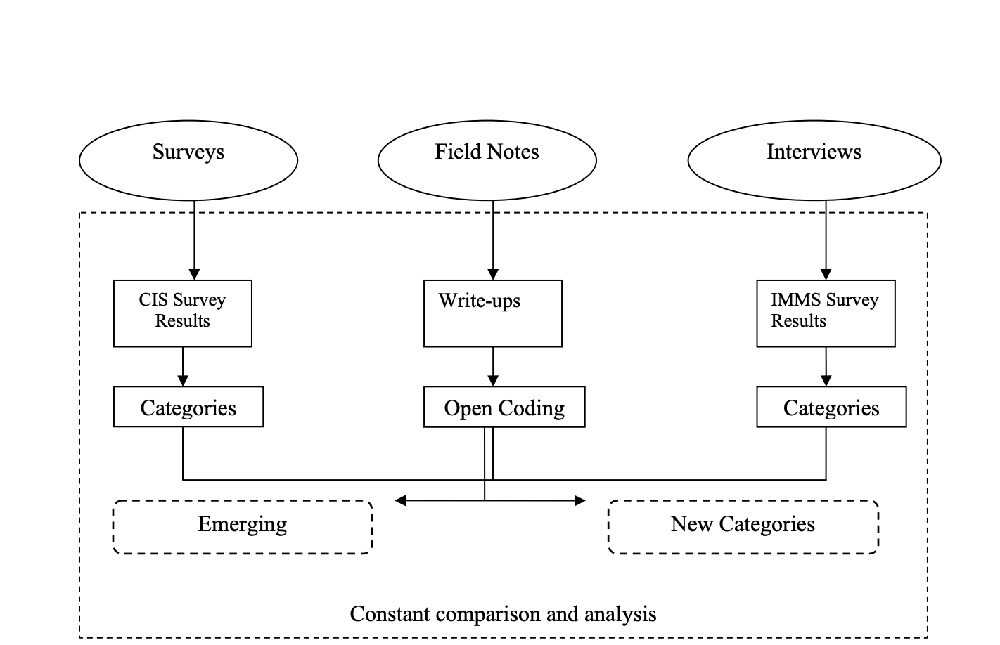 Surveys
Field Notes
Interviews
CIS Survey
Results
Write-ups
IMMS Survey
Results
Categories
Open Coding
Categories
Emerging
New Categories
Constant comparison and analysis